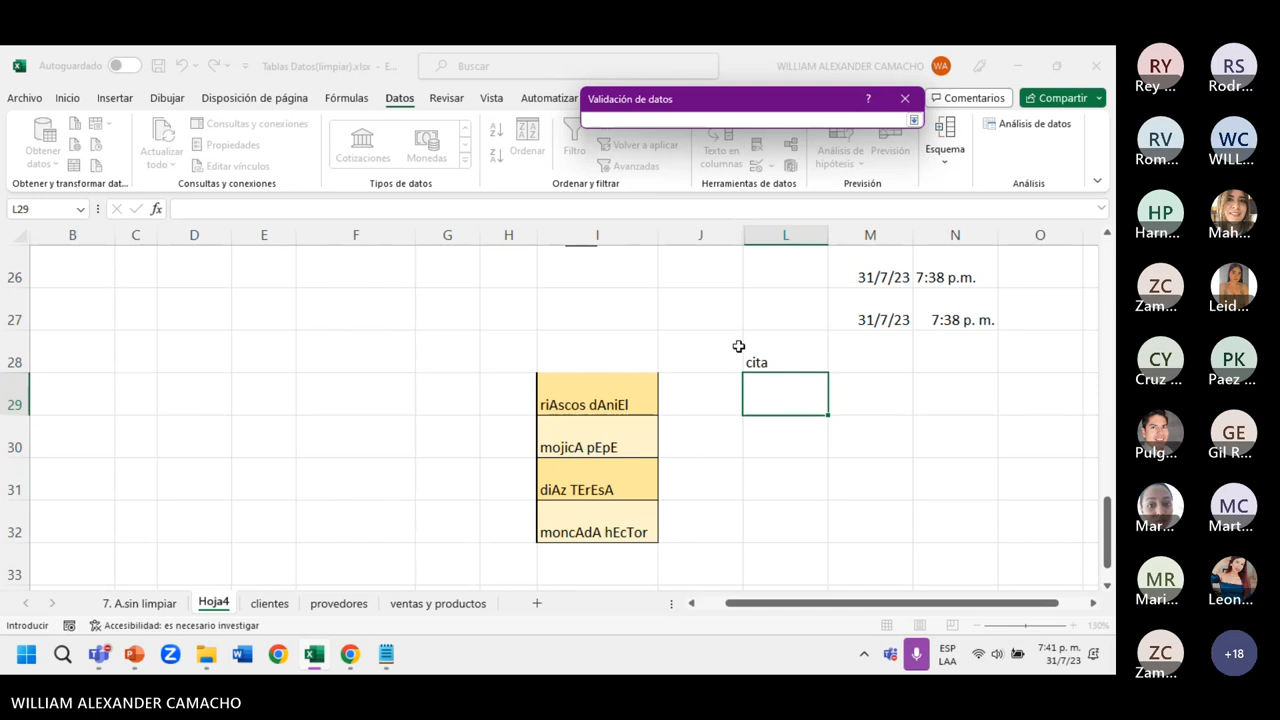 Autoguardado
Tablas Datos(limpiar).xlsx - E...
Buscar
WILLIAM ALEXANDER CAMACHO
WA
Archivo
Inicio
Insertar
Dibujar
Disposición de página
Fórmulas
Datos
Revisar
Vista
Automatizar
Validación de datos
?
Comentarios
Compartir
Obtener datos
Actualizar todo
Consultas y conexiones
Propiedades
Editar vínculos
Cotizaciones
Monedas
Ordenar
Filtro
Volver a aplicar
Avanzadas
Texto en columnas
Análisis de hipótesis
Previsión
Esquema
Análisis de datos
Obtener y transformar dat...
Consultas y conexiones
Tipos de datos
Ordenar y filtrar
Herramientas de datos
Previsión
Análisis
L29
fx
B C D E F G H I J L M N O
26 31/7/23 7:38 p.m.
27 31/7/23 7:38 p. m.
28 cita
29 riAscos dAniEl
30 mojicA pEpE
31 diAz TErEsA
32 moncAdA hEcTor
33
7. A.sin limpiar
Hoja4
clientes
provedores
ventas y productos
Introducir
Accesibilidad: es necesario investigar
130%
ESP
LAA
7:41 p. m.
31/7/23
WILLIAM ALEXANDER CAMACHO
RY
Rey ...
RS
Rodr...
RV
Rom...
WC
WILL...
HP
Harn...
Mah...
ZC
Zam...
Leid...
CY
Cruz ...
PK
Paez ...
Pulg...
GE
Gil R...
Mar...
MC
Mart...
MR
Mari...
Leon...
ZC
Zam...
+18